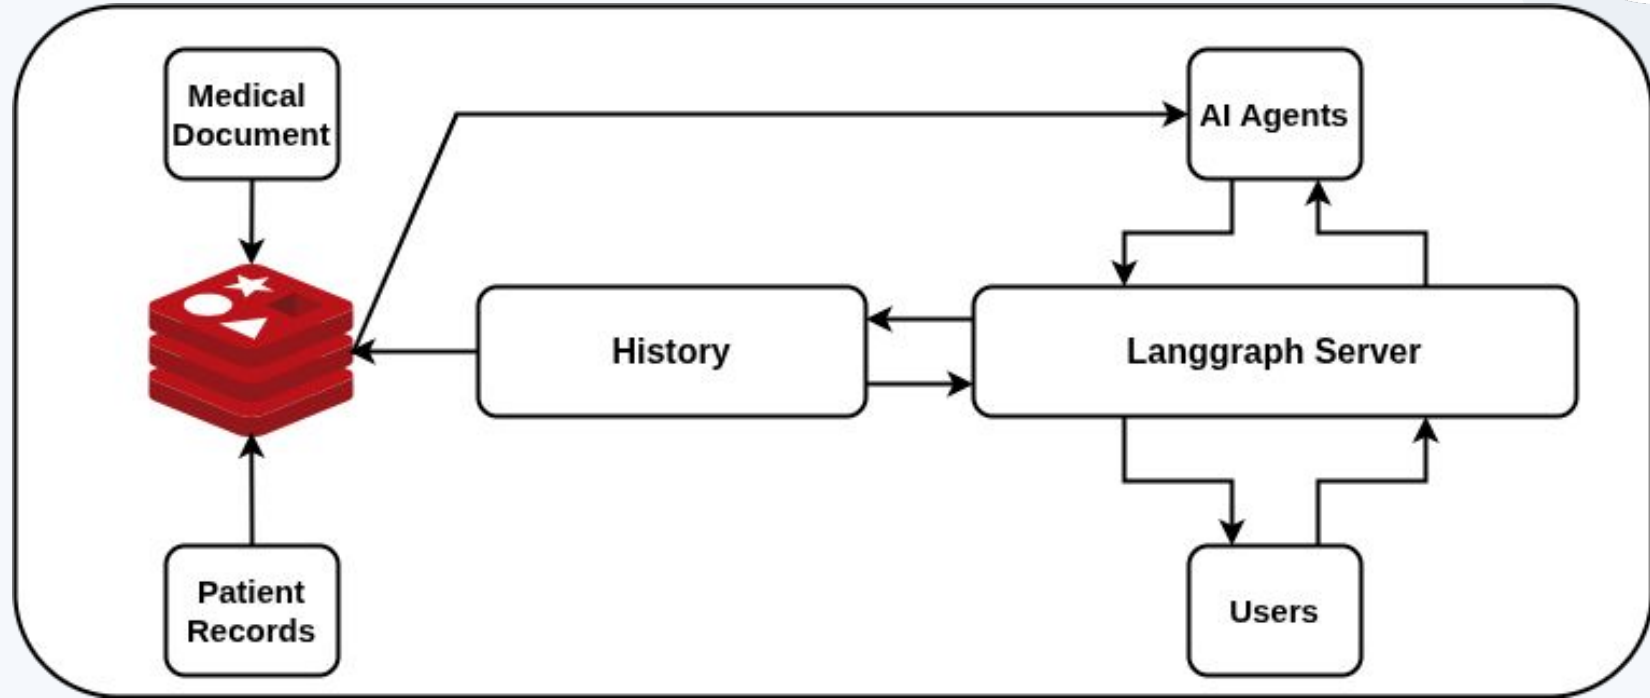 Medical
Document
AI Agents
History
Langgraph Server
Patient
Records
Users